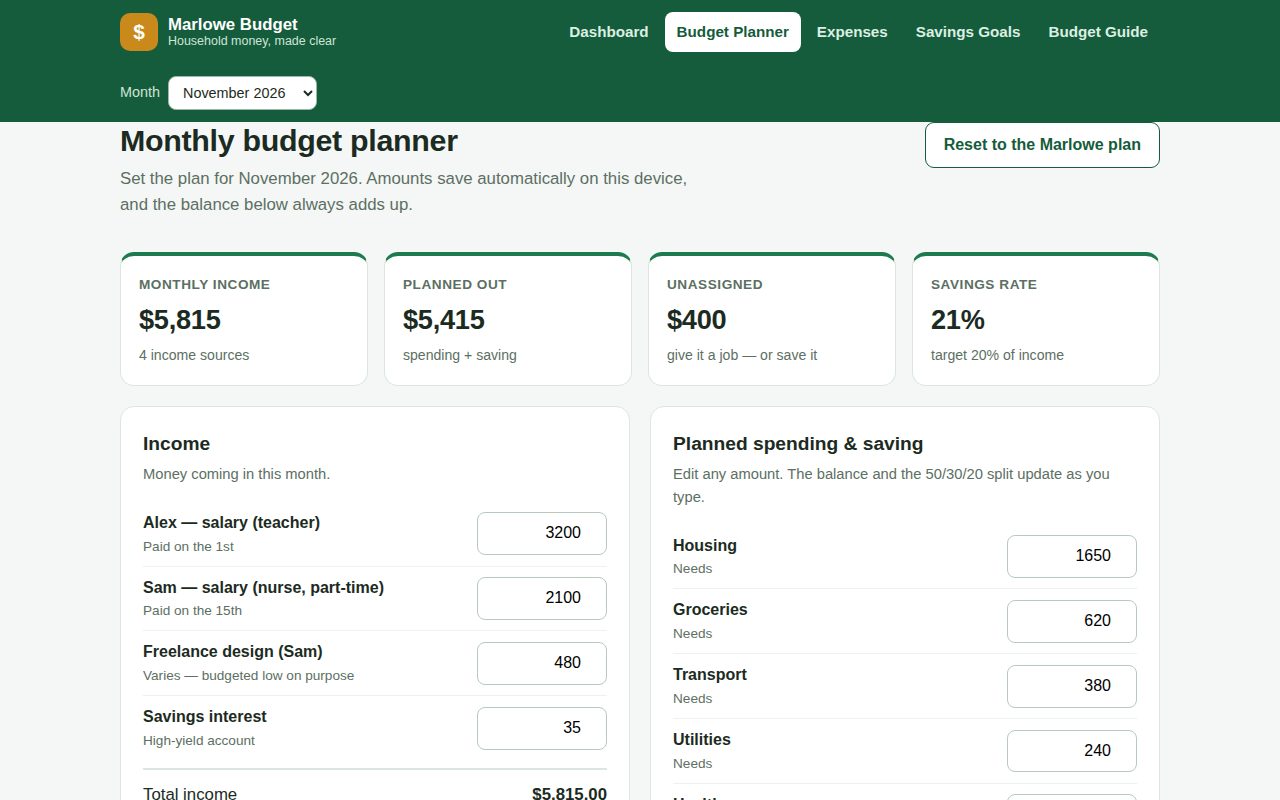 $
Marlowe Budget
Household money, made clear
Dashboard
Budget Planner
Expenses
Savings Goals
Budget Guide
Month
November 2026
Monthly budget planner
Reset to the Marlowe plan
Set the plan for November 2026. Amounts save automatically on this device,
and the balance below always adds up.
MONTHLY INCOME
$5,815
4 income sources
PLANNED OUT
$5,415
spending + saving
UNASSIGNED
$400
give it a job — or save it
SAVINGS RATE
21%
target 20% of income
Income
Money coming in this month.
Alex — salary (teacher)
Paid on the 1st
3200
Sam — salary (nurse, part-time)
Paid on the 15th
2100
Freelance design (Sam)
Varies — budgeted low on purpose
480
Savings interest
High-yield account
35
Total income
$5,815.00
Planned spending & saving
Edit any amount. The balance and the 50/30/20 split update as you
type.
Housing
Needs
1650
Groceries
Needs
620
Transport
Needs
380
Utilities
Needs
240